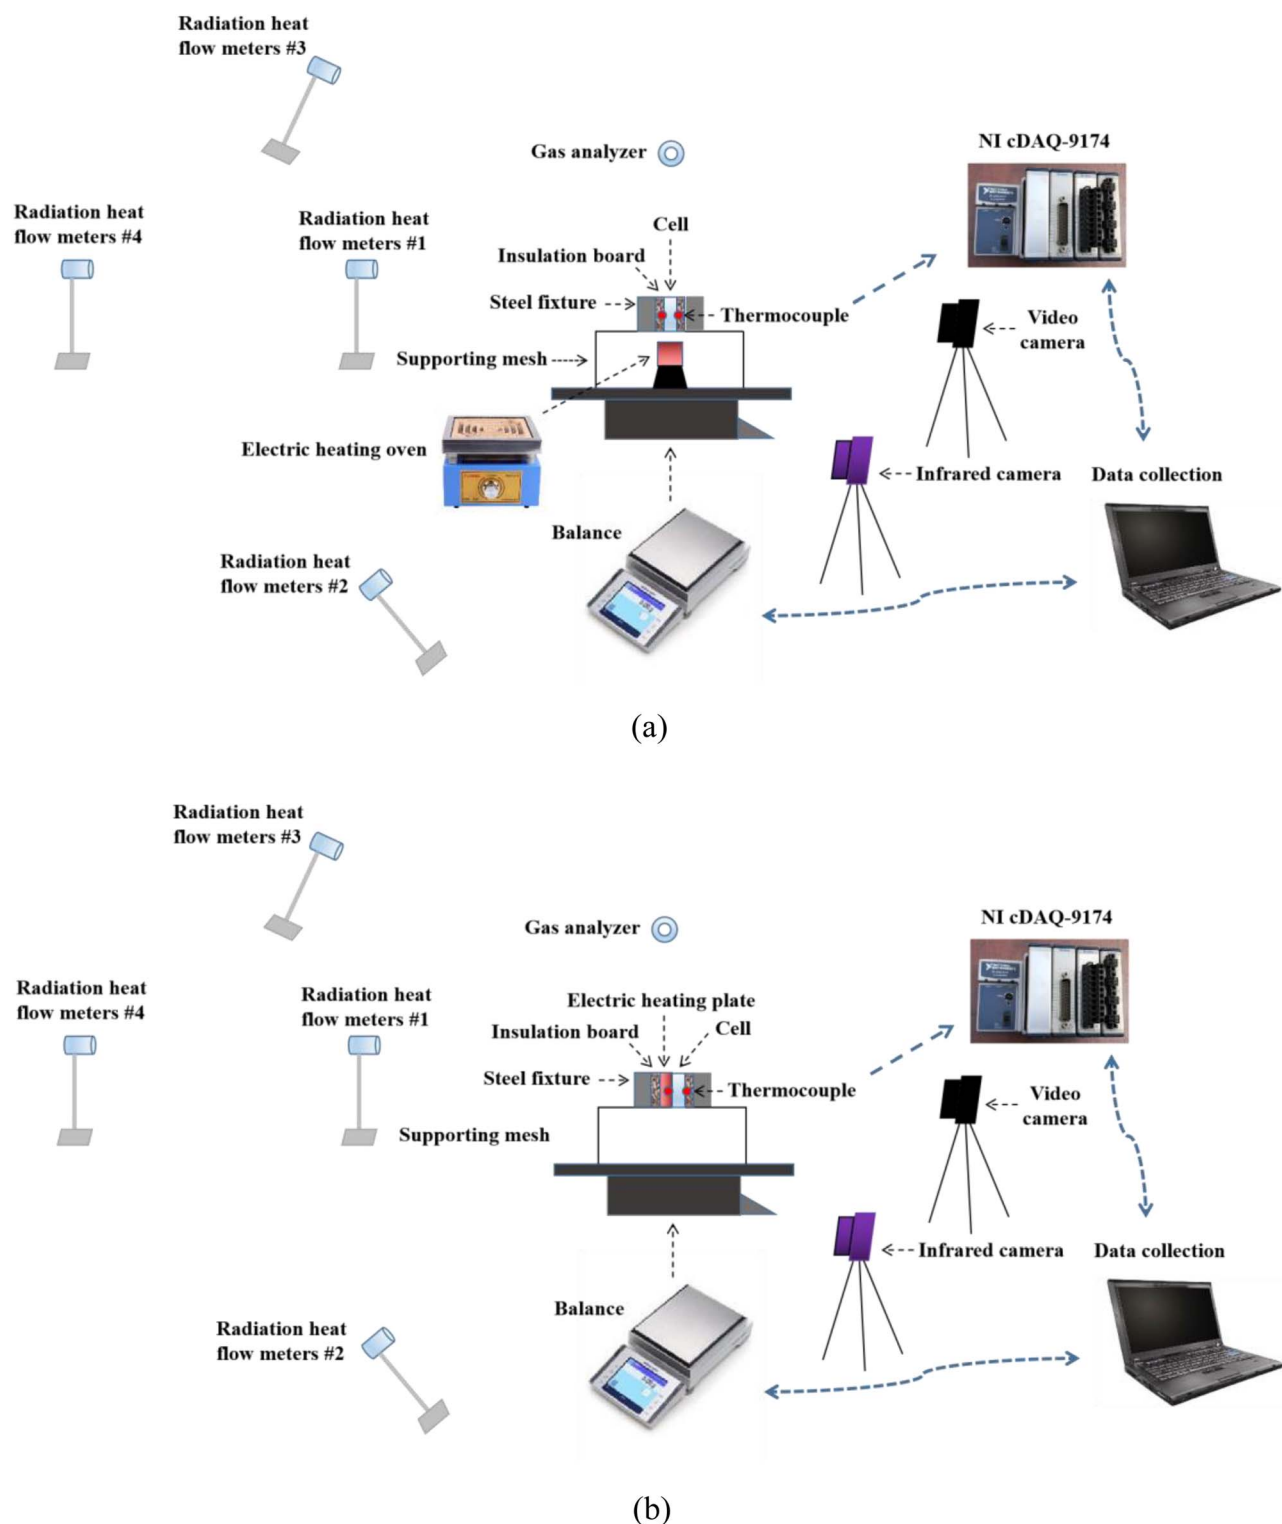 Radiation heat
flow meters #3
Gas analyzer
NI cDAQ-9174
Radiation heat
flow meters #4
Radiation heat
flow meters #1
Cell
Insulation board
Steel fixture
Thermocouple
Video
camera
Supporting mesh
Electric heating oven
Infrared camera
Data collection
Balance
Radiation heat
flow meters #2
(a)
Radiation heat
flow meters #3
Gas analyzer
NI cDAQ-9174
Radiation heat
flow meters #4
Radiation heat
flow meters #1
Electric heating plate
Insulation board
Cell
Steel fixture
Thermocouple
Video
camera
Supporting mesh
Infrared camera
Data collection
Balance
Radiation heat
flow meters #2
(b)